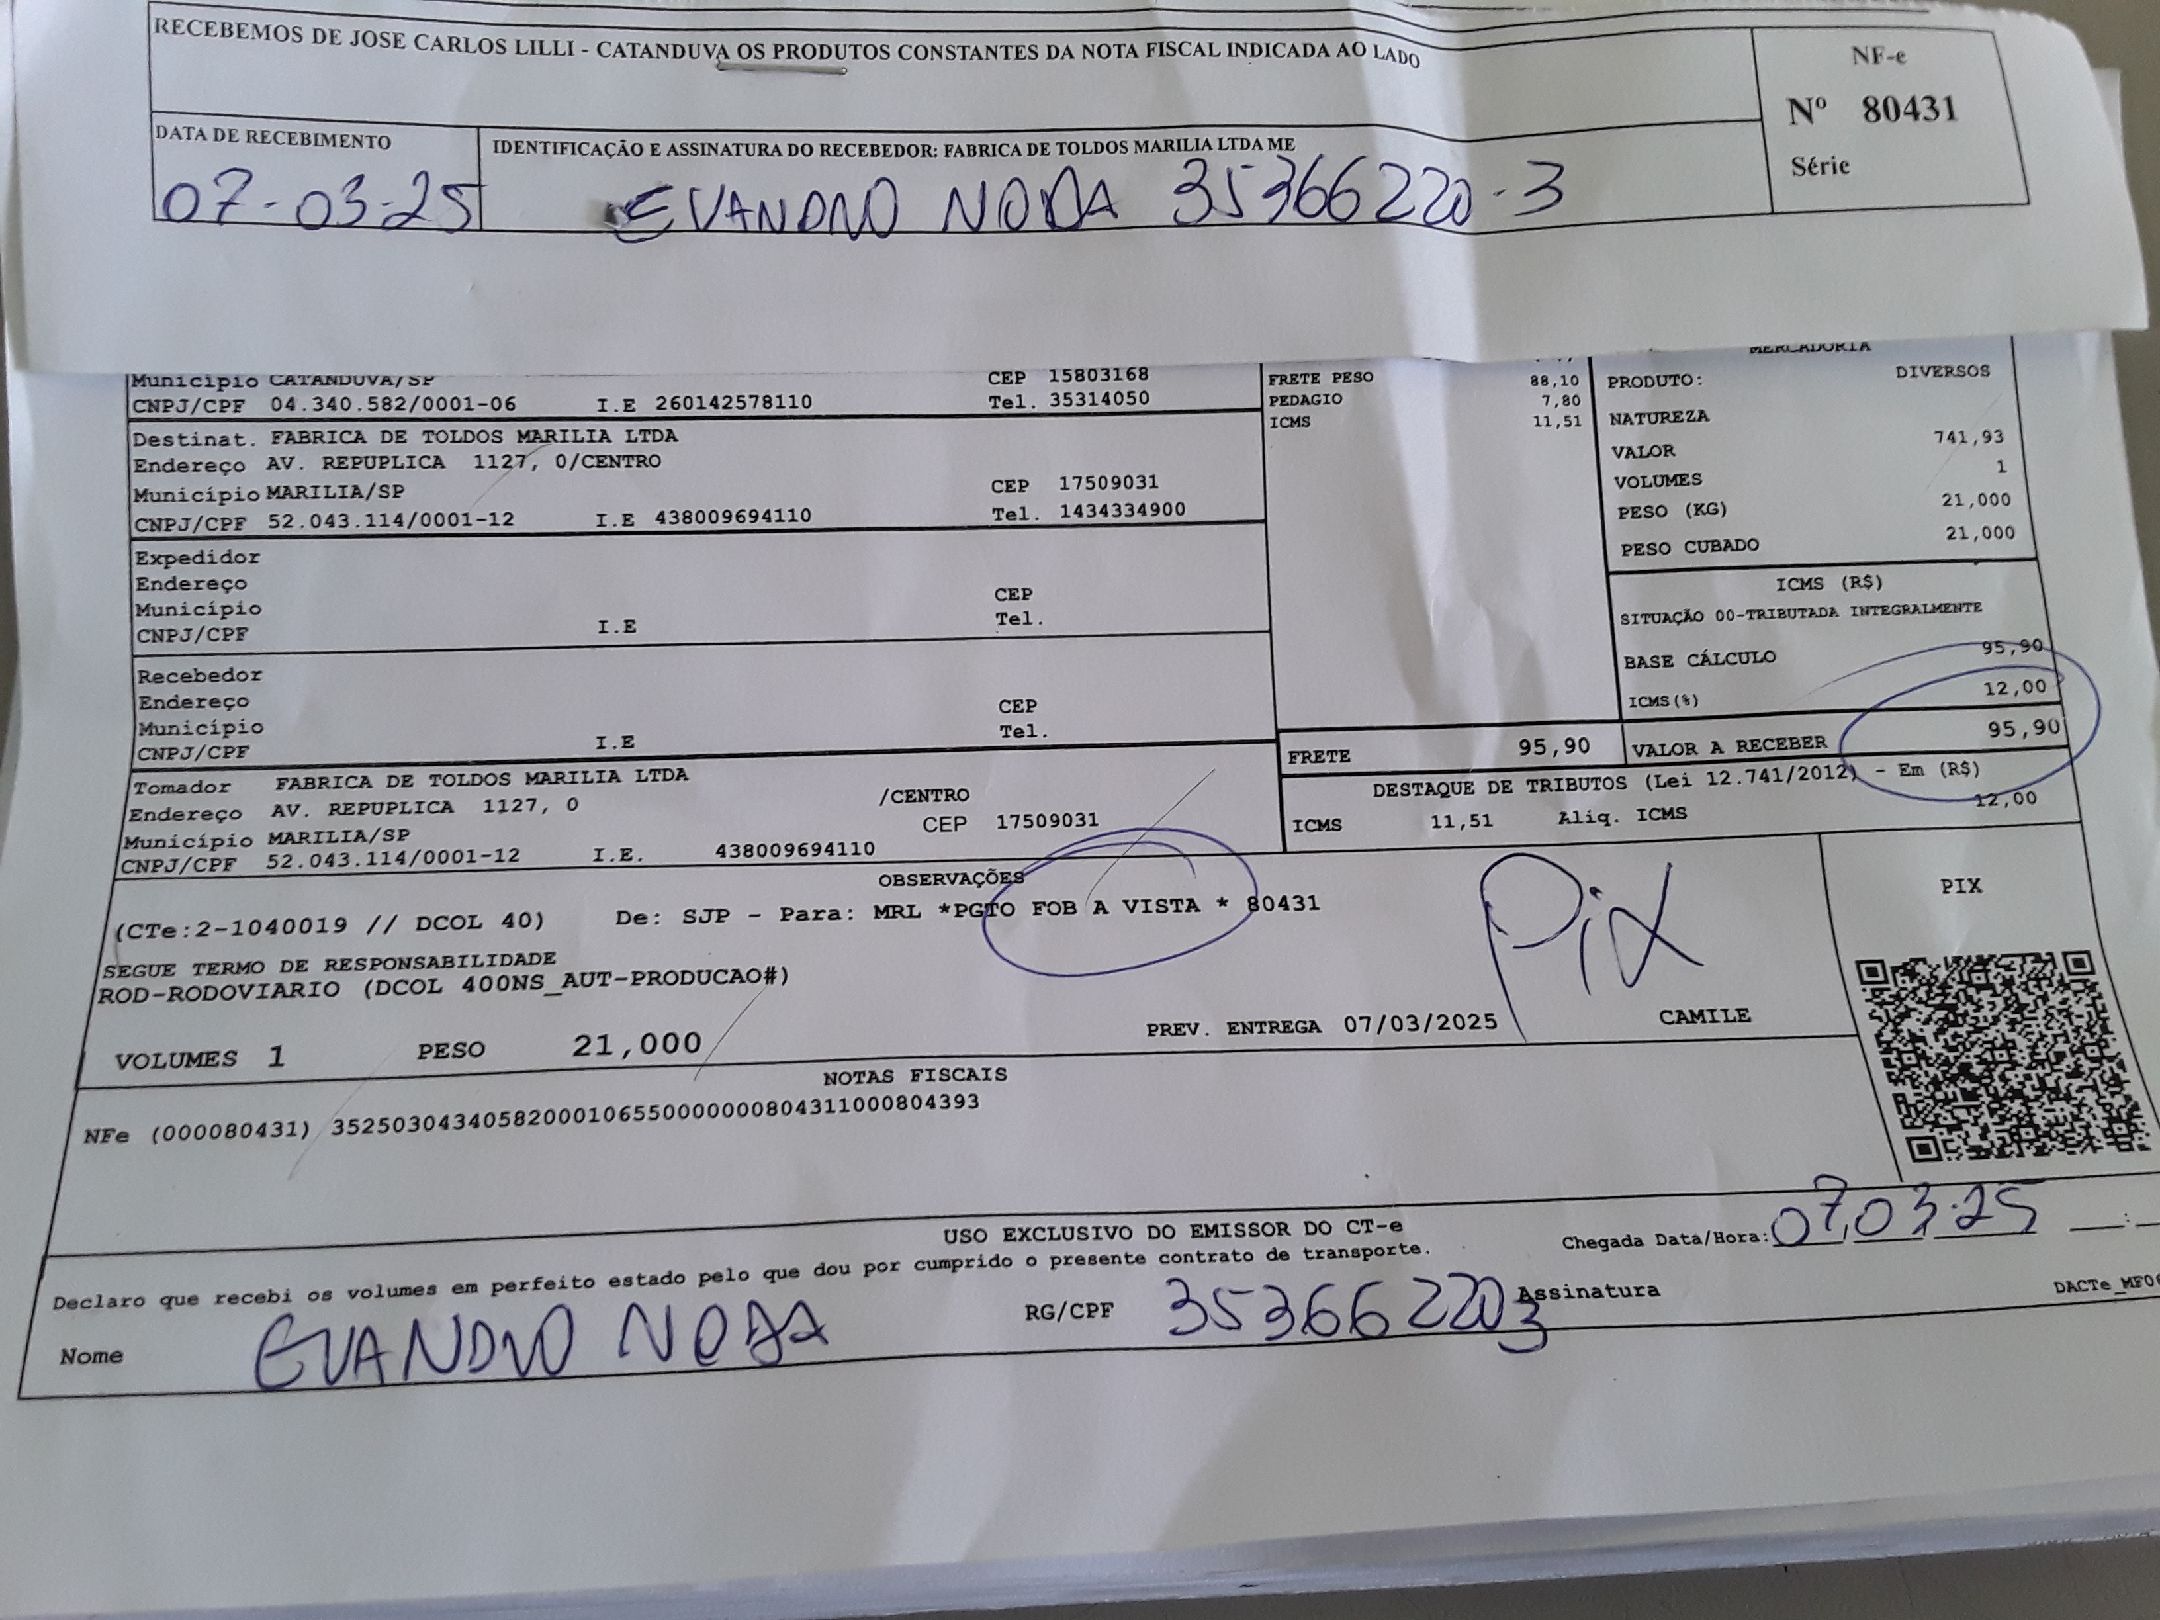 RECEBEMOS DE JOSE CARLOS LILLI - CATANDUVA OS PRODUTOS CONSTANTES DA NOTA FISCAL INDICADA AO LADO
NF-e
Nº 80431
Série
DATA DE RECEBIMENTO
07-03-25
IDENTIFICAÇÃO E ASSINATURA DO RECEBEDOR: FABRICA DE TOLDOS MARILIA LTDA ME
EVANDRO NODA 35366220-3
Município CATANDUVA/SP CEP 15803168
CNPJ/CPF 04.340.582/0001-06 I.E 260142578110 Tel. 35314050
Destinat. FABRICA DE TOLDOS MARILIA LTDA
Endereço AV. REPUPLICA 1127, 0/CENTRO
Município MARILIA/SP CEP 17509031
CNPJ/CPF 52.043.114/0001-12 I.E 438009694110 Tel. 1434334900
Expedidor
Endereço CEP
Município Tel.
CNPJ/CPF I.E
Recebedor
Endereço CEP
Município Tel.
CNPJ/CPF I.E
Tomador FABRICA DE TOLDOS MARILIA LTDA
Endereço AV. REPUPLICA 1127, 0 /CENTRO
Município MARILIA/SP CEP 17509031
CNPJ/CPF 52.043.114/0001-12 I.E. 438009694110
FRETE PESO 88,10
PEDAGIO 7,80
ICMS 11,51
MERCADORIA
PRODUTO: DIVERSOS
NATUREZA
VALOR 741,93
VOLUMES 1
PESO (KG) 21,000
PESO CUBADO 21,000
ICMS (R$)
SITUAÇÃO 00-TRIBUTADA INTEGRALMENTE
BASE CÁLCULO 95,90
ICMS(%) 12,00
FRETE 95,90 VALOR A RECEBER 95,90
DESTAQUE DE TRIBUTOS (Lei 12.741/2012) - Em (R$)
ICMS 11,51 Aliq. ICMS 12,00
OBSERVAÇÕES
(CTe:2-1040019 // DCOL 40) De: SJP - Para: MRL *PGTO FOB A VISTA * 80431
SEGUE TERMO DE RESPONSABILIDADE
ROD-RODOVIARIO (DCOL 400NS_AUT-PRODUCAO#)
Pix
PIX
VOLUMES 1 PESO 21,000 PREV. ENTREGA 07/03/2025 CAMILE
NOTAS FISCAIS
NFe (000080431) 35250304340582000106550000000804311000804393
USO EXCLUSIVO DO EMISSOR DO CT-e
Declaro que recebi os volumes em perfeito estado pelo que dou por cumprido o presente contrato de transporte.
Chegada Data/Hora: 07,03.25 __:
Nome EVANDRO NODA RG/CPF 353662203 Assinatura